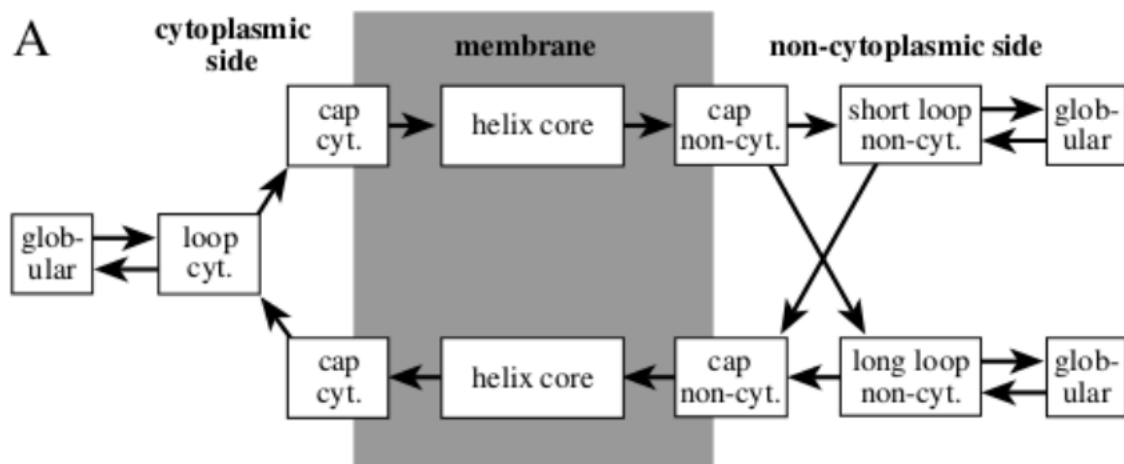 A
cytoplasmic
side
membrane
non-cytoplasmic side
cap
cyt.
helix core
cap
non-cyt.
short loop
non-cyt.
glob-
ular
glob-
ular
loop
cyt.
cap
cyt.
helix core
cap
non-cyt.
long loop
non-cyt.
glob-
ular